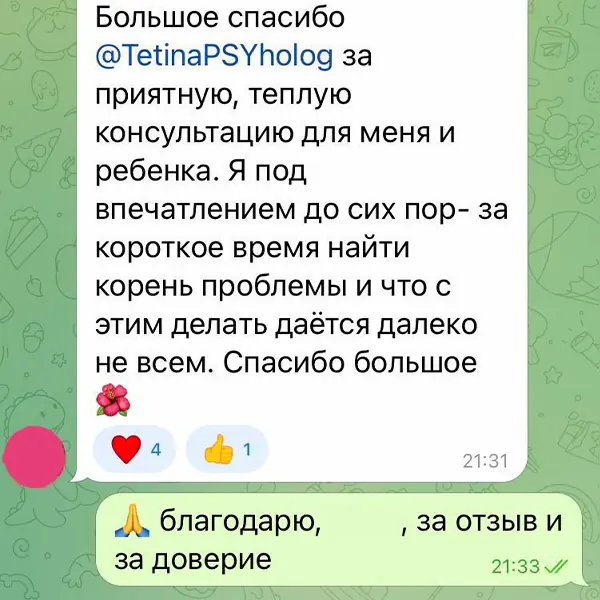 Большое спасибо
@TetinaPSYholog за
приятную, теплую
консультацию для меня и
ребенка. Я под
впечатлением до сих пор- за
короткое время найти
корень проблемы и что с
этим делать даётся далеко
не всем. Спасибо большое
🌺
❤️ 4 👍 1
21:31
🙏 благодарю, , за отзыв и
за доверие
21:33